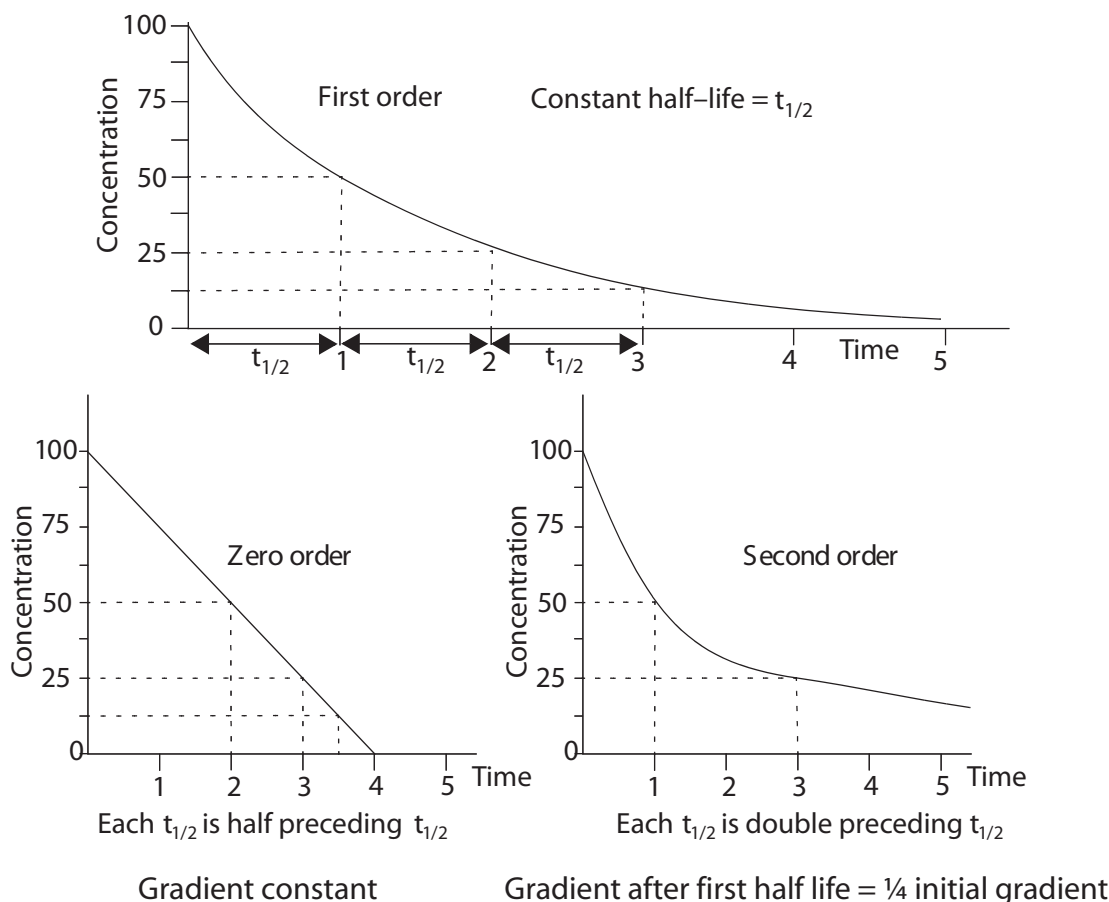 100
75
50
25
0
Concentration
First order
Constant half–life = t1/2
t1/2
1
t1/2
2
t1/2
3
4
Time
5
100
75
50
25
0
Concentration
Zero order
1
2
3
4
5
Time
Each t1/2 is half preceding t1/2
Gradient constant
100
75
50
25
0
Concentration
Second order
1
2
3
4
5
Time
Each t1/2 is double preceding t1/2
Gradient after first half life = ¼ initial gradient